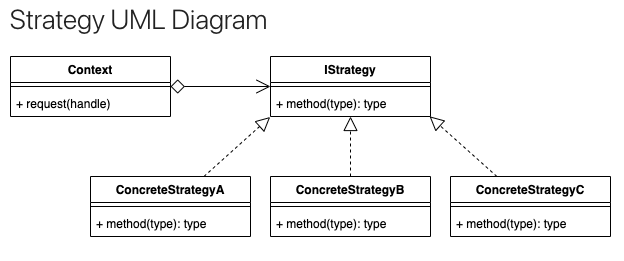 Strategy UML Diagram
Context
+ request(handle)
IStrategy
+ method(type): type
ConcreteStrategyA
+ method(type): type
ConcreteStrategyB
+ method(type): type
ConcreteStrategyC
+ method(type): type